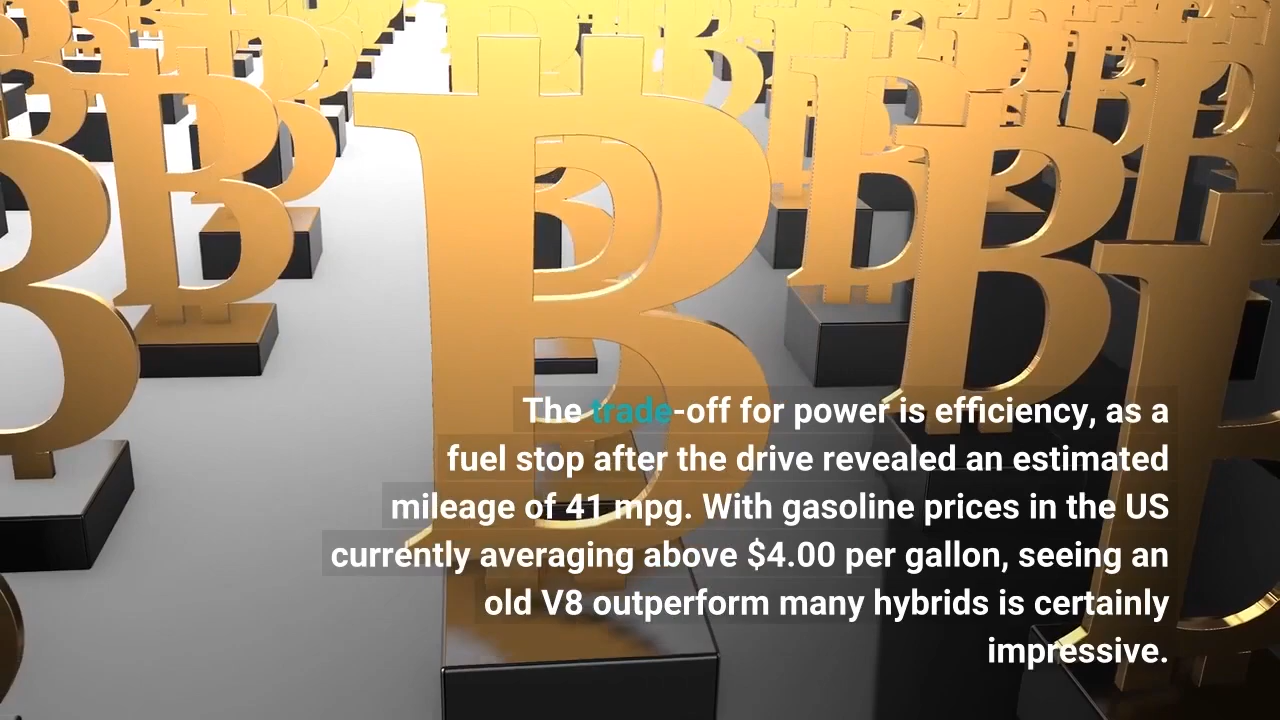 The trade-off for power is efficiency, as a
fuel stop after the drive revealed an estimated
mileage of 41 mpg. With gasoline prices in the US
currently averaging above $4.00 per gallon, seeing an
old V8 outperform many hybrids is certainly
impressive.